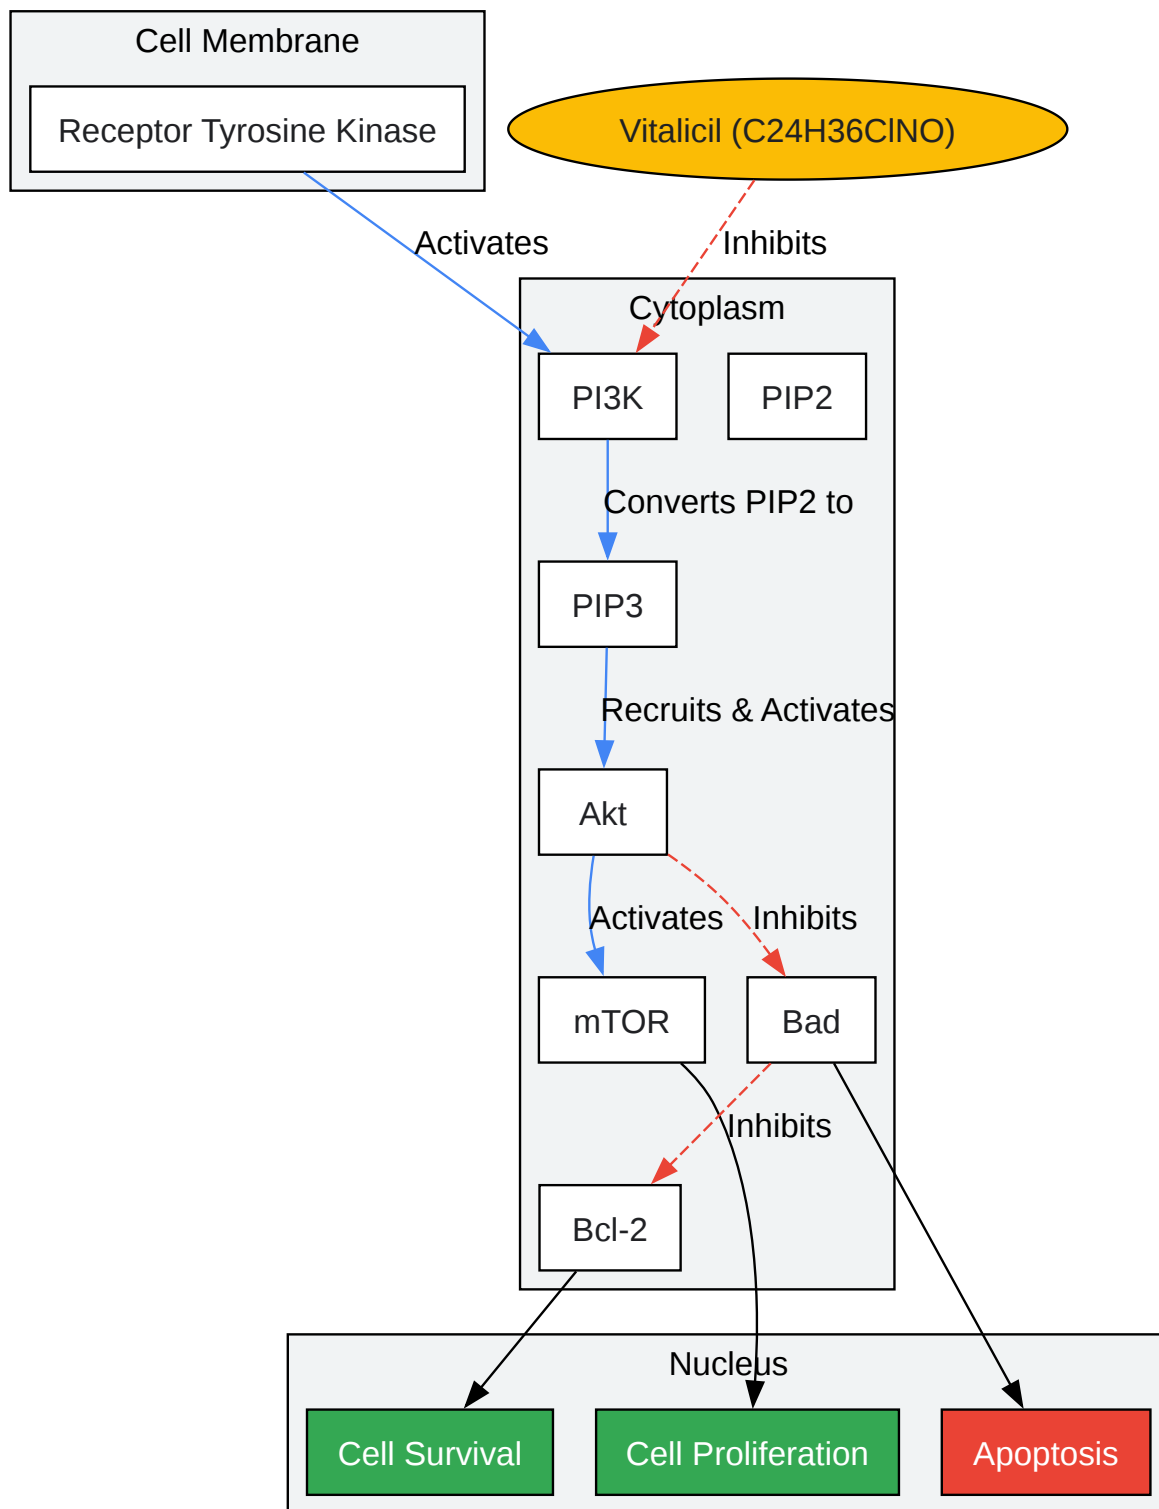 Cell Membrane
Receptor Tyrosine Kinase
Vitalicil (C24H36ClNO)
Activates
Inhibits
Cytoplasm
PI3K
PIP2
Converts PIP2 to
PIP3
Recruits & Activates
Akt
Activates
Inhibits
mTOR
Bad
Inhibits
Bcl-2
Nucleus
Cell Survival
Cell Proliferation
Apoptosis